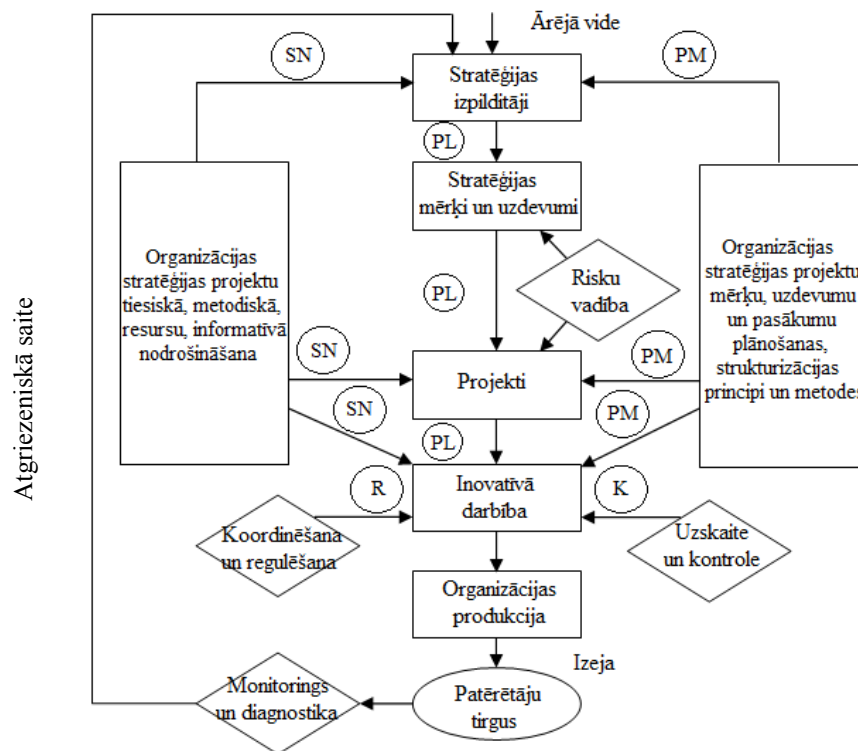 Ārējā vide
SN
PM
Stratēģijas
izpildītāji
PL
Stratēģijas
mērķi un uzdevumi
Organizācijas
stratēģijas projektu
tiesiskā, metodiskā,
resursu, informatīvā
nodrošināšana
Organizācijas
stratēģijas projektu
mērķu, uzdevumu
un pasākumu
plānošanas,
strukturizācijas
principi un metodes
Risku
vadība
PL
Atgriezeniskā saite
SN
PM
Projekti
SN
PM
PL
R
K
Inovatīvā
darbība
Koordinēšana
un regulēšana
Uzskaite
un kontrole
Organizācijas
produkcija
Izeja
Monitorings
un diagnostika
Patērētāju
tirgus